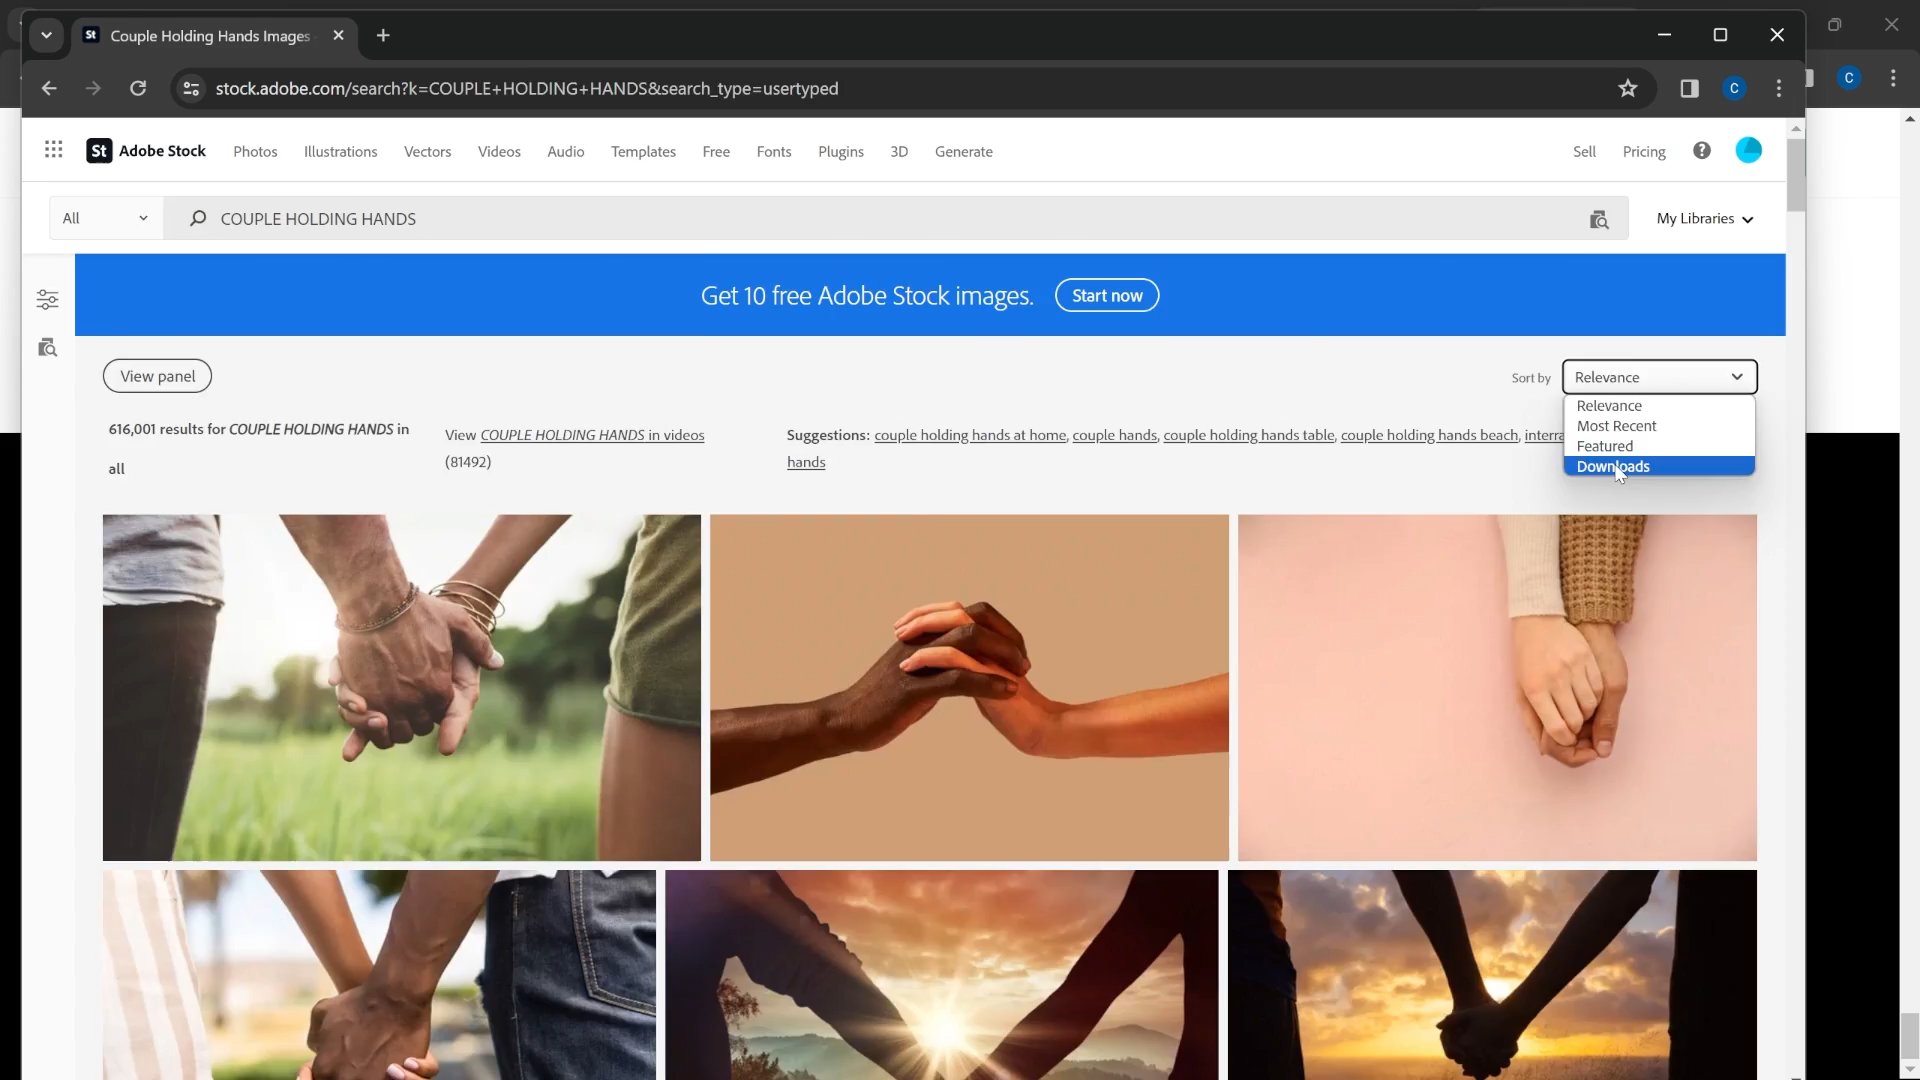 Couple Holding Hands Images
stock.adobe.com/search?k=COUPLE+HOLDING+HANDS&search_type=usertyped
C
C
St Adobe Stock Photos Illustrations Vectors Videos Audio Templates Free Fonts Plugins 3D Generate Sell Pricing
All COUPLE HOLDING HANDS My Libraries
Get 10 free Adobe Stock images. Start now
View panel Sort by Relevance
Relevance
Most Recent
Featured
Downloads
616,001 results for COUPLE HOLDING HANDS in
all
View COUPLE HOLDING HANDS in videos
(81492)
Suggestions: couple holding hands at home, couple hands, couple holding hands table, couple holding hands beach, interra
hands